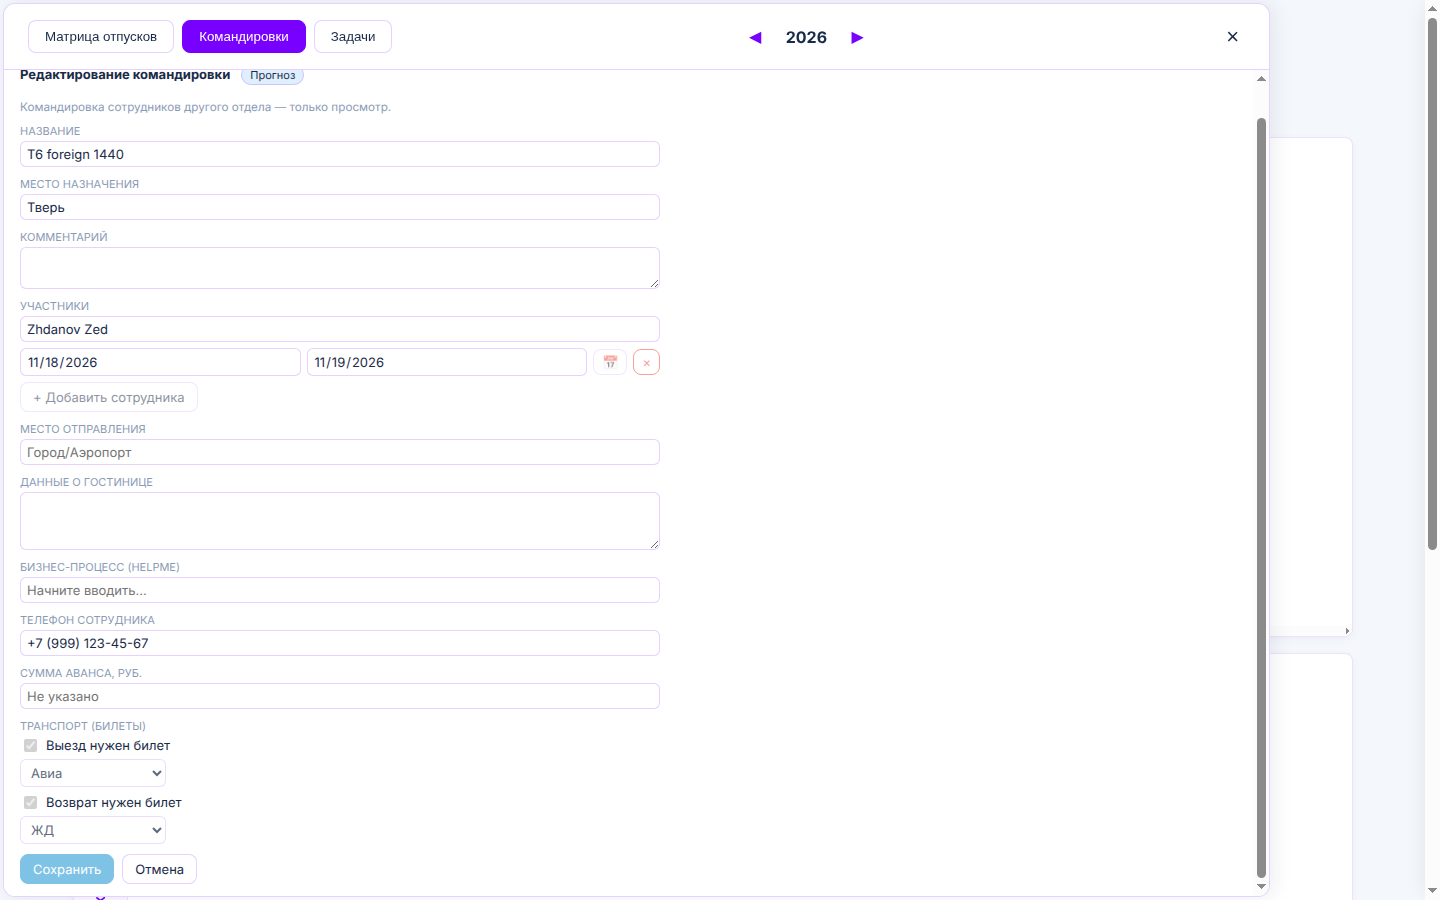 Матрица отпусков
Командировки
Задачи
◀ 2026 ▶
×
Редактирование командировки
Прогноз
Командировка сотрудников другого отдела — только просмотр.
НАЗВАНИЕ
T6 foreign 1440
МЕСТО НАЗНАЧЕНИЯ
Тверь
КОММЕНТАРИЙ
УЧАСТНИКИ
Zhdanov Zed
11/18/2026
11/19/2026
×
+ Добавить сотрудника
МЕСТО ОТПРАВЛЕНИЯ
Город/Аэропорт
ДАННЫЕ О ГОСТИНИЦЕ
БИЗНЕС-ПРОЦЕСС (HELPME)
Начните вводить...
ТЕЛЕФОН СОТРУДНИКА
+7 (999) 123-45-67
СУММА АВАНСА, РУБ.
Не указано
ТРАНСПОРТ (БИЛЕТЫ)
Выезд нужен билет
Авиа
Возврат нужен билет
ЖД
Сохранить
Отмена